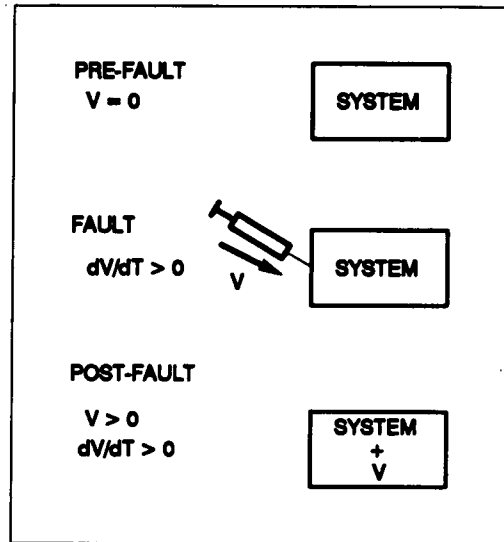 PRE-FAULT
V = 0
SYSTEM
FAULT
dV/dT > 0
V
SYSTEM
POST-FAULT
V > 0
dV/dT > 0
SYSTEM
+
V